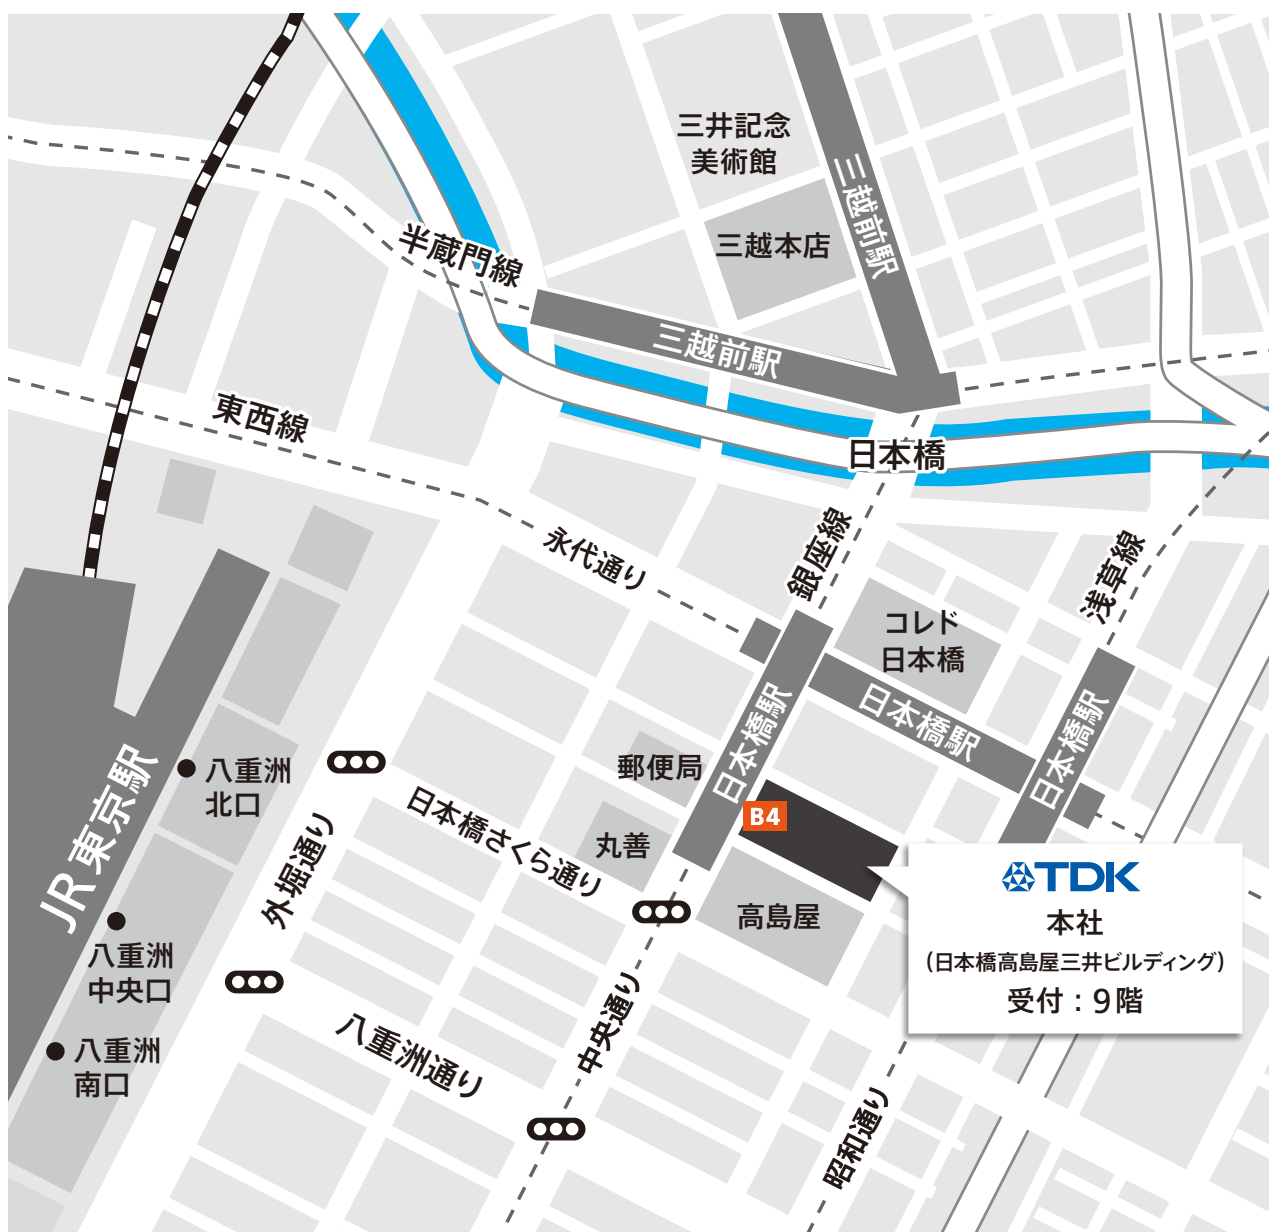 三井記念
美術館
三越前駅
三越本店
半蔵門線
三越前駅
東西線
日本橋
永代通り
銀座線
浅草線
コレド
日本橋
日本橋駅
日本橋駅
日本橋駅
郵便局
JR東京駅
八重洲
北口
日本橋さくら通り
B4
丸善
外堀通り
TDK
本社
(日本橋高島屋三井ビルディング)
受付：9階
高島屋
八重洲
中央口
中央通り
八重洲通り
八重洲
南口
昭和通り